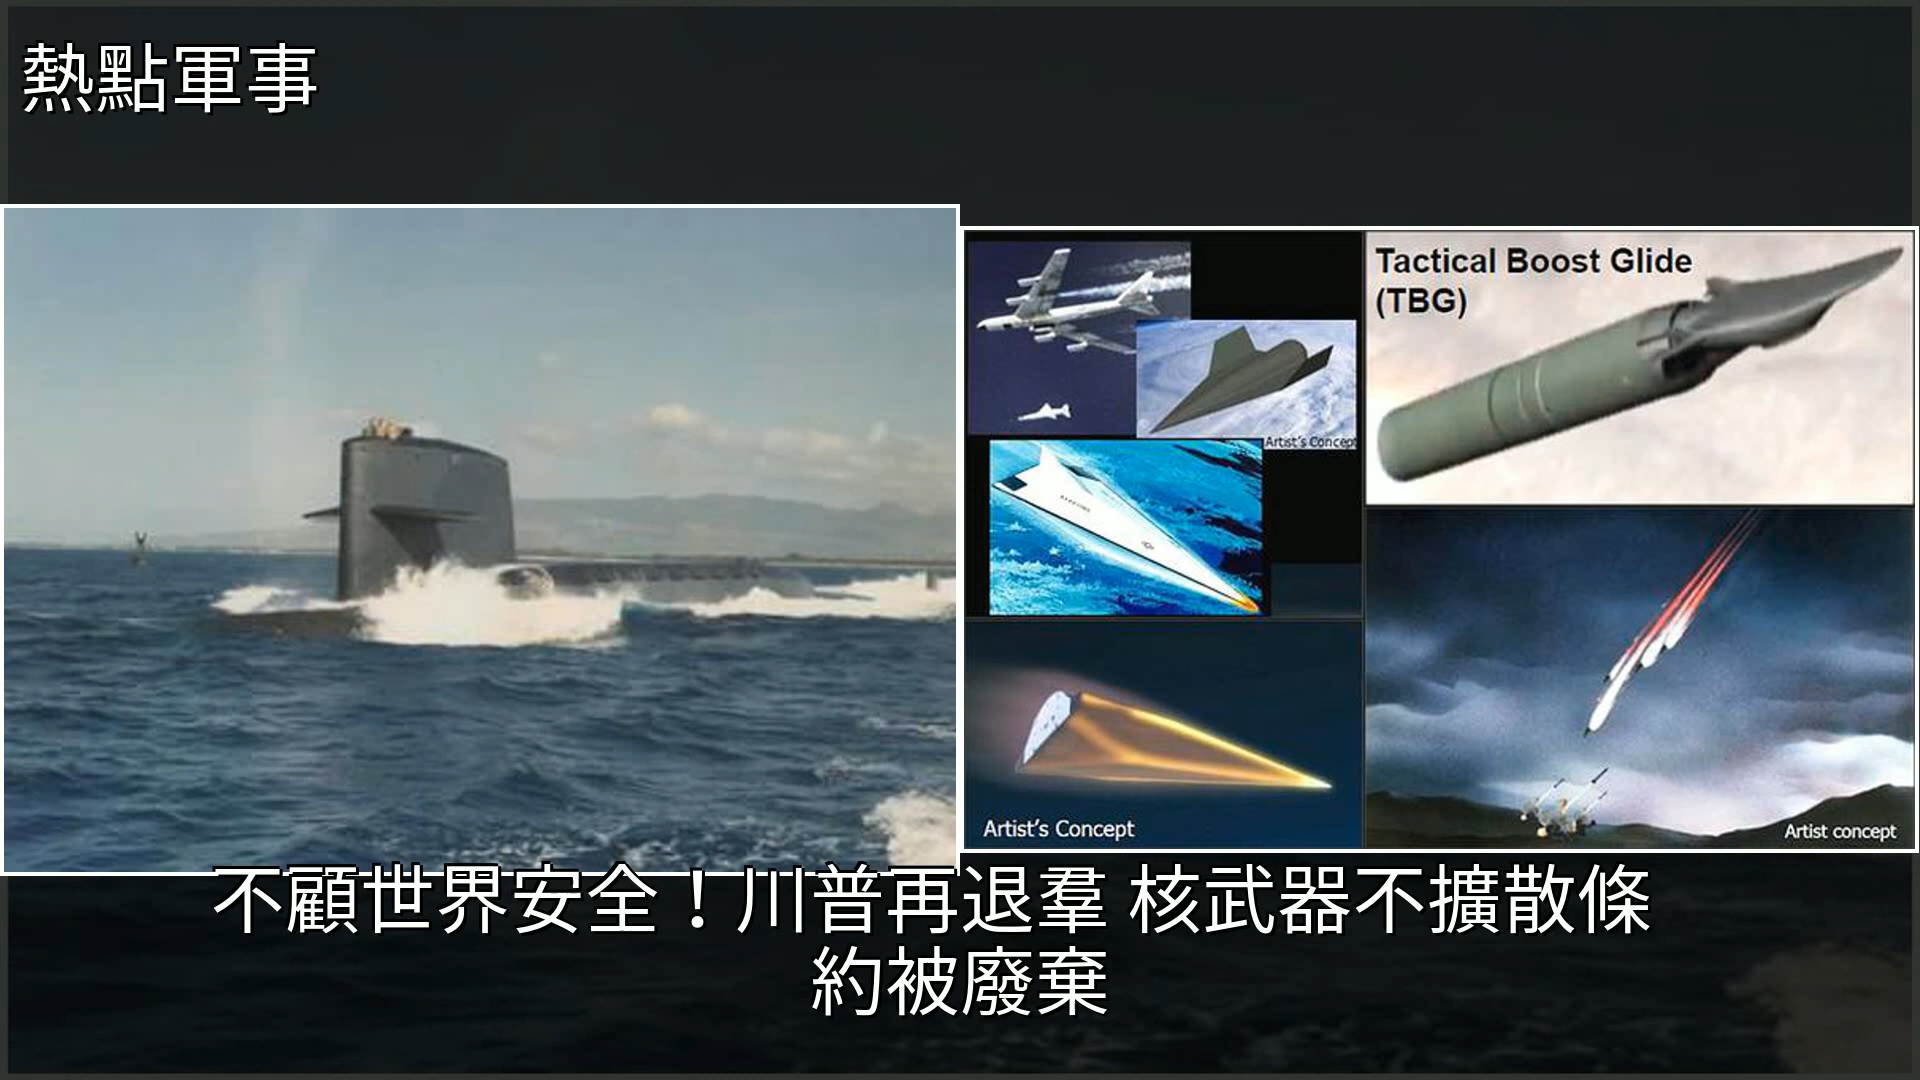 熱點軍事
Tactical Boost Glide
(TBG)
Artist's Concept
Artist's Concept
Artist concept
不顧世界安全！川普再退羣 核武器不擴散條
約被廢棄